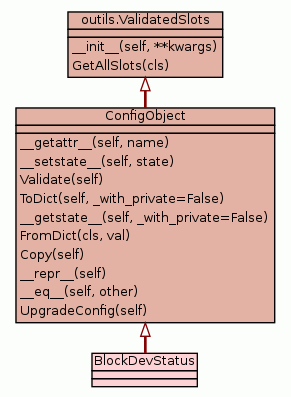 outils.ValidatedSlots
__init__(self, **kwargs)
GetAllSlots(cls)
ConfigObject
__getattr__(self, name)
__setstate__(self, state)
Validate(self)
ToDict(self, _with_private=False)
__getstate__(self, _with_private=False)
FromDict(cls, val)
Copy(self)
__repr__(self)
__eq__(self, other)
UpgradeConfig(self)
BlockDevStatus